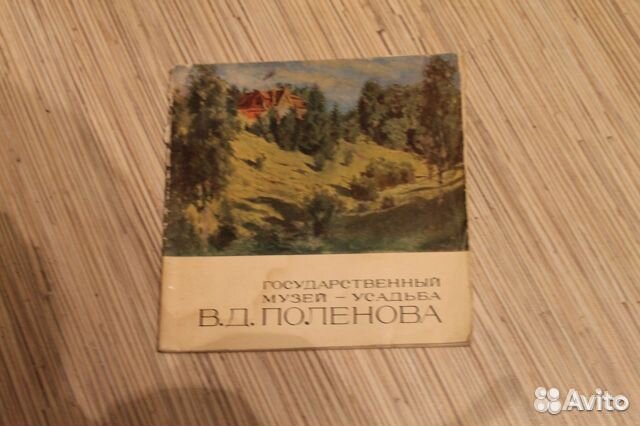 ГОСУДАРСТВЕННЫЙ
МУЗЕЙ – УСАДЬБА
В.Д. ПОЛЕНОВА
Avito